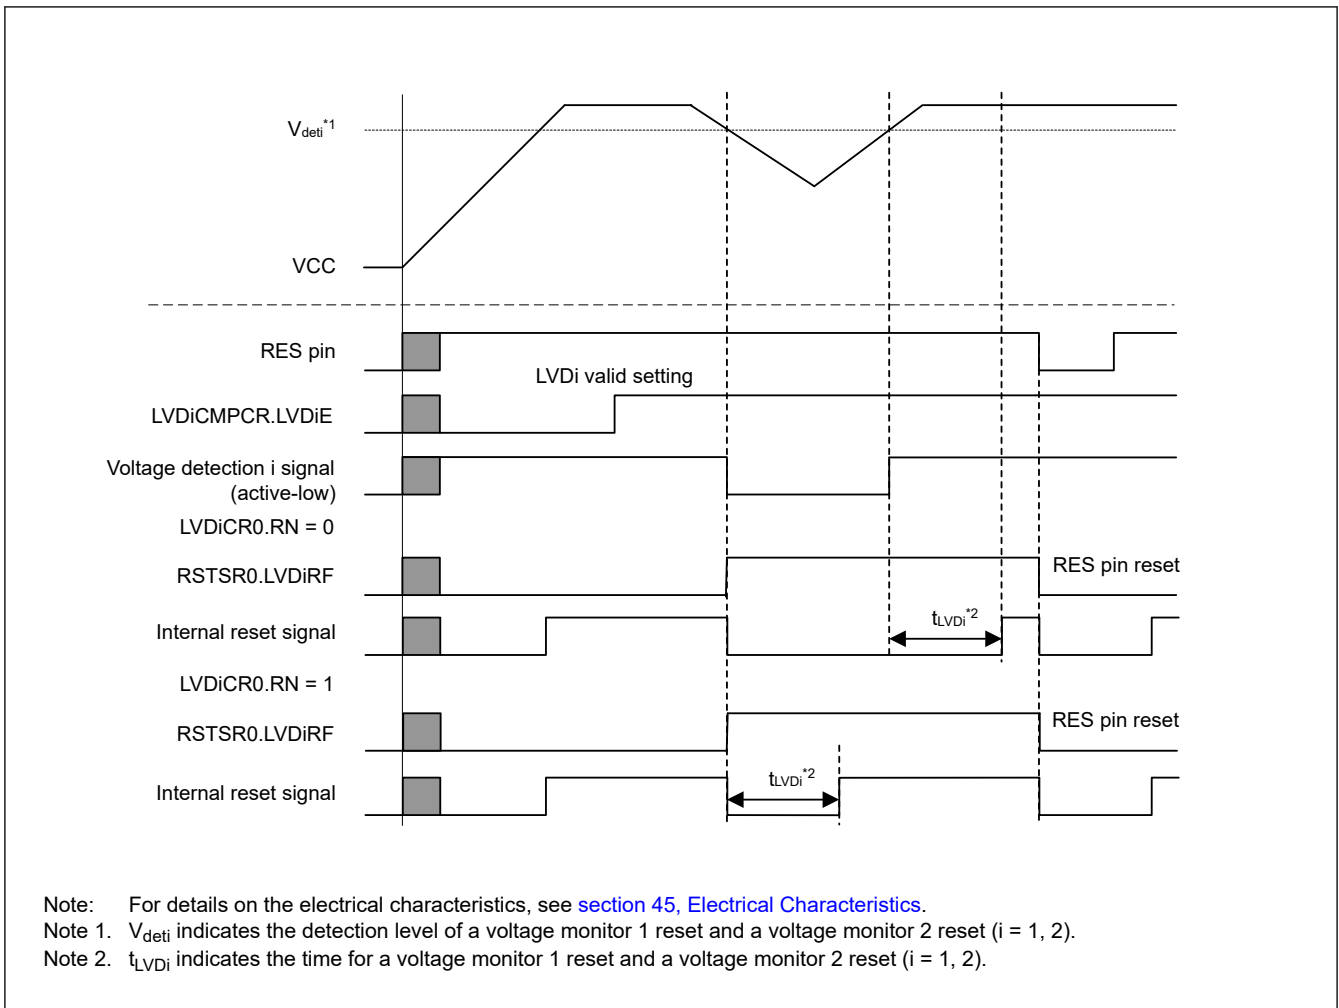 Vdeti*1
VCC
RES pin
LVDi valid setting
LVDiCMPCR.LVDiE
Voltage detection i signal
(active-low)
LVDiCR0.RN = 0
RSTSR0.LVDiRF
RES pin reset
Internal reset signal
tLVDi*2
LVDiCR0.RN = 1
RSTSR0.LVDiRF
RES pin reset
Internal reset signal
tLVDi*2
Note: For details on the electrical characteristics, see section 45, Electrical Characteristics.
Note 1. Vdeti indicates the detection level of a voltage monitor 1 reset and a voltage monitor 2 reset (i = 1, 2).
Note 2. tLVDi indicates the time for a voltage monitor 1 reset and a voltage monitor 2 reset (i = 1, 2).